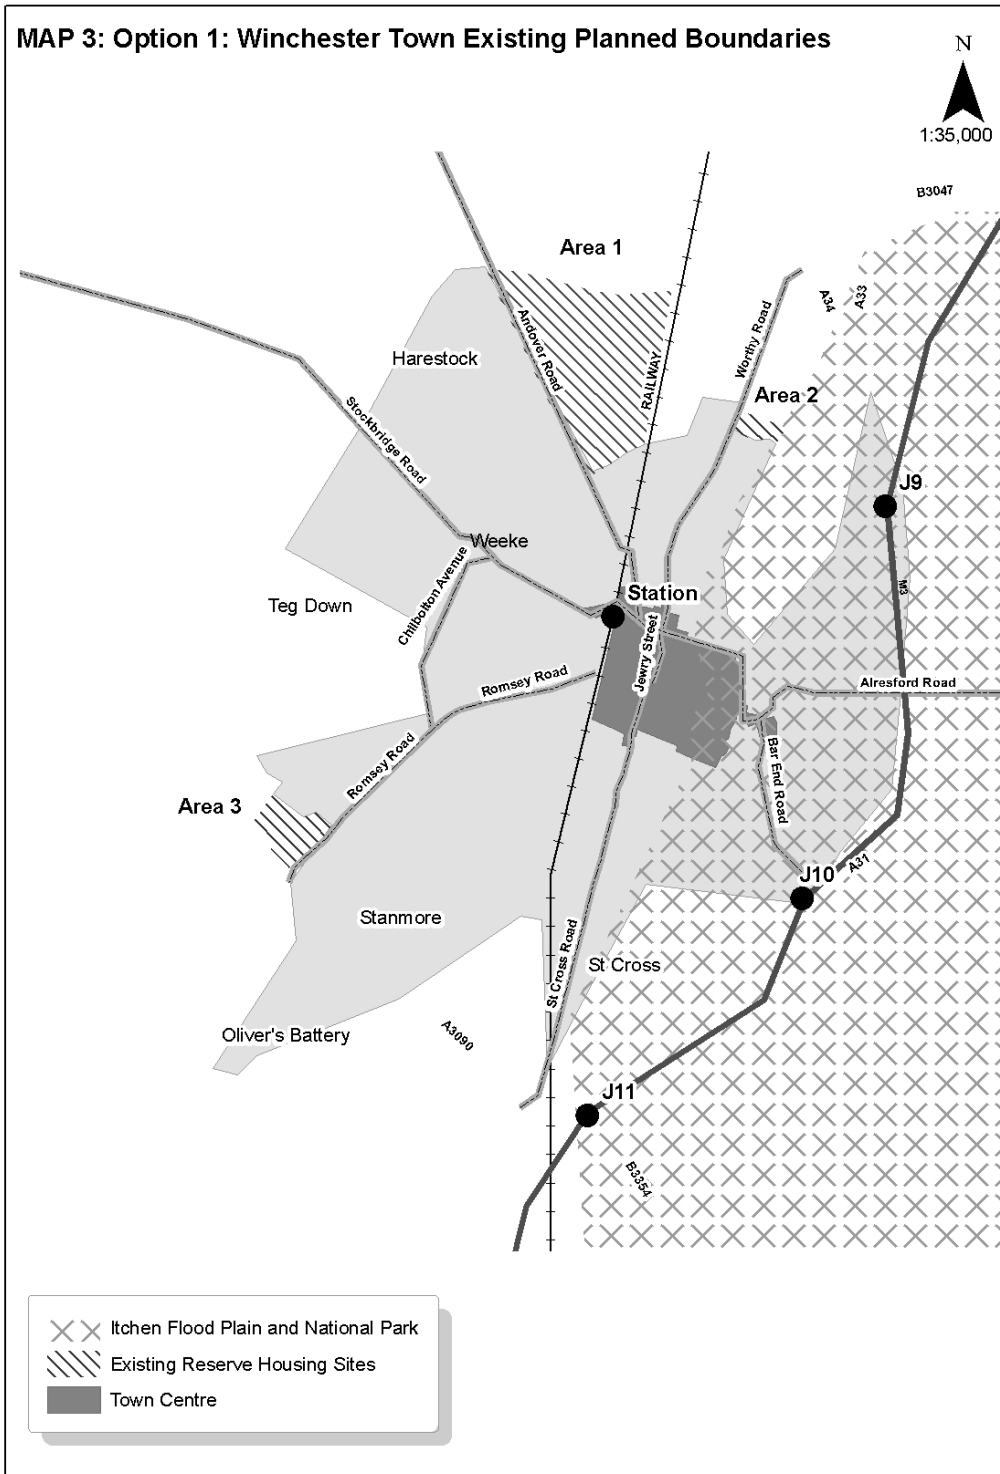 MAP 3: Option 1: Winchester Town Existing Planned Boundaries
N
1:35,000
B3047
Area 1
A34
A33
Andover Road
Worthy Road
Harestock
RAILWAY
Area 2
Stockbridge Road
J9
Weeke
Chilbolton Avenue
M3
Station
Teg Down
Jewry Street
Romsey Road
Alresford Road
Bar End Road
Romsey Road
Area 3
A31
J10
Stanmore
St Cross Road
St Cross
Oliver's Battery
A3090
J11
B3354
Itchen Flood Plain and National Park
Existing Reserve Housing Sites
Town Centre